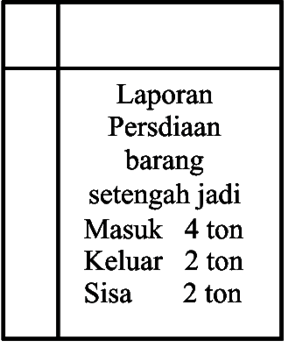 Laporan
Persdiaan
barang
setengah jadi
Masuk 4 ton
Keluar 2 ton
Sisa 2 ton